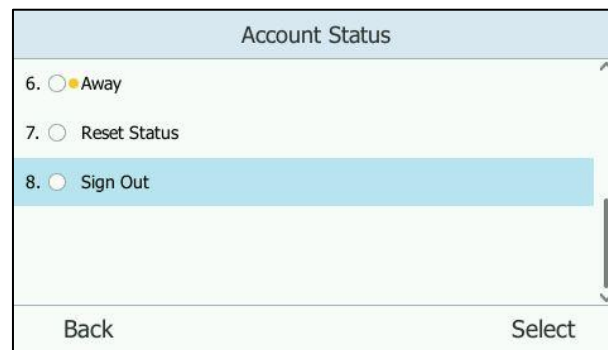 Account Status
6. Away
7. Reset Status
8. Sign Out
Back Select